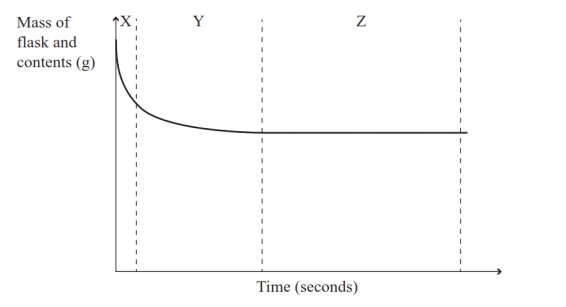 Mass of
flask and
contents (g)
X
Y
Z
Time (seconds)